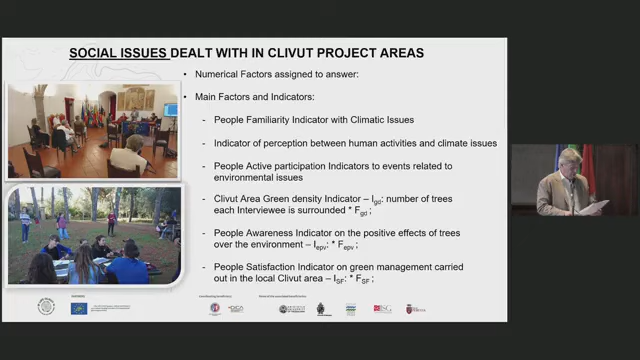 SOCIAL ISSUES DEALT WITH IN CLIVUT PROJECT AREAS
• Numerical Factors assigned to answer:
• Main Factors and Indicators:
- People Familiarity Indicator with Climatic Issues
- Indicator of perception between human activities and climate issues
- People Active participation Indicators to events related to
environmental issues
- Clivut Area Green density Indicator – Igd: number of trees
each Interviewee is surrounded * Fgd ;
- People Awareness Indicator on the positive effects of trees
over the environment – Iepv: * Fepv ;
- People Satisfaction Indicator on green management carried
out in the local Clivut area – ISF: * FSF ;